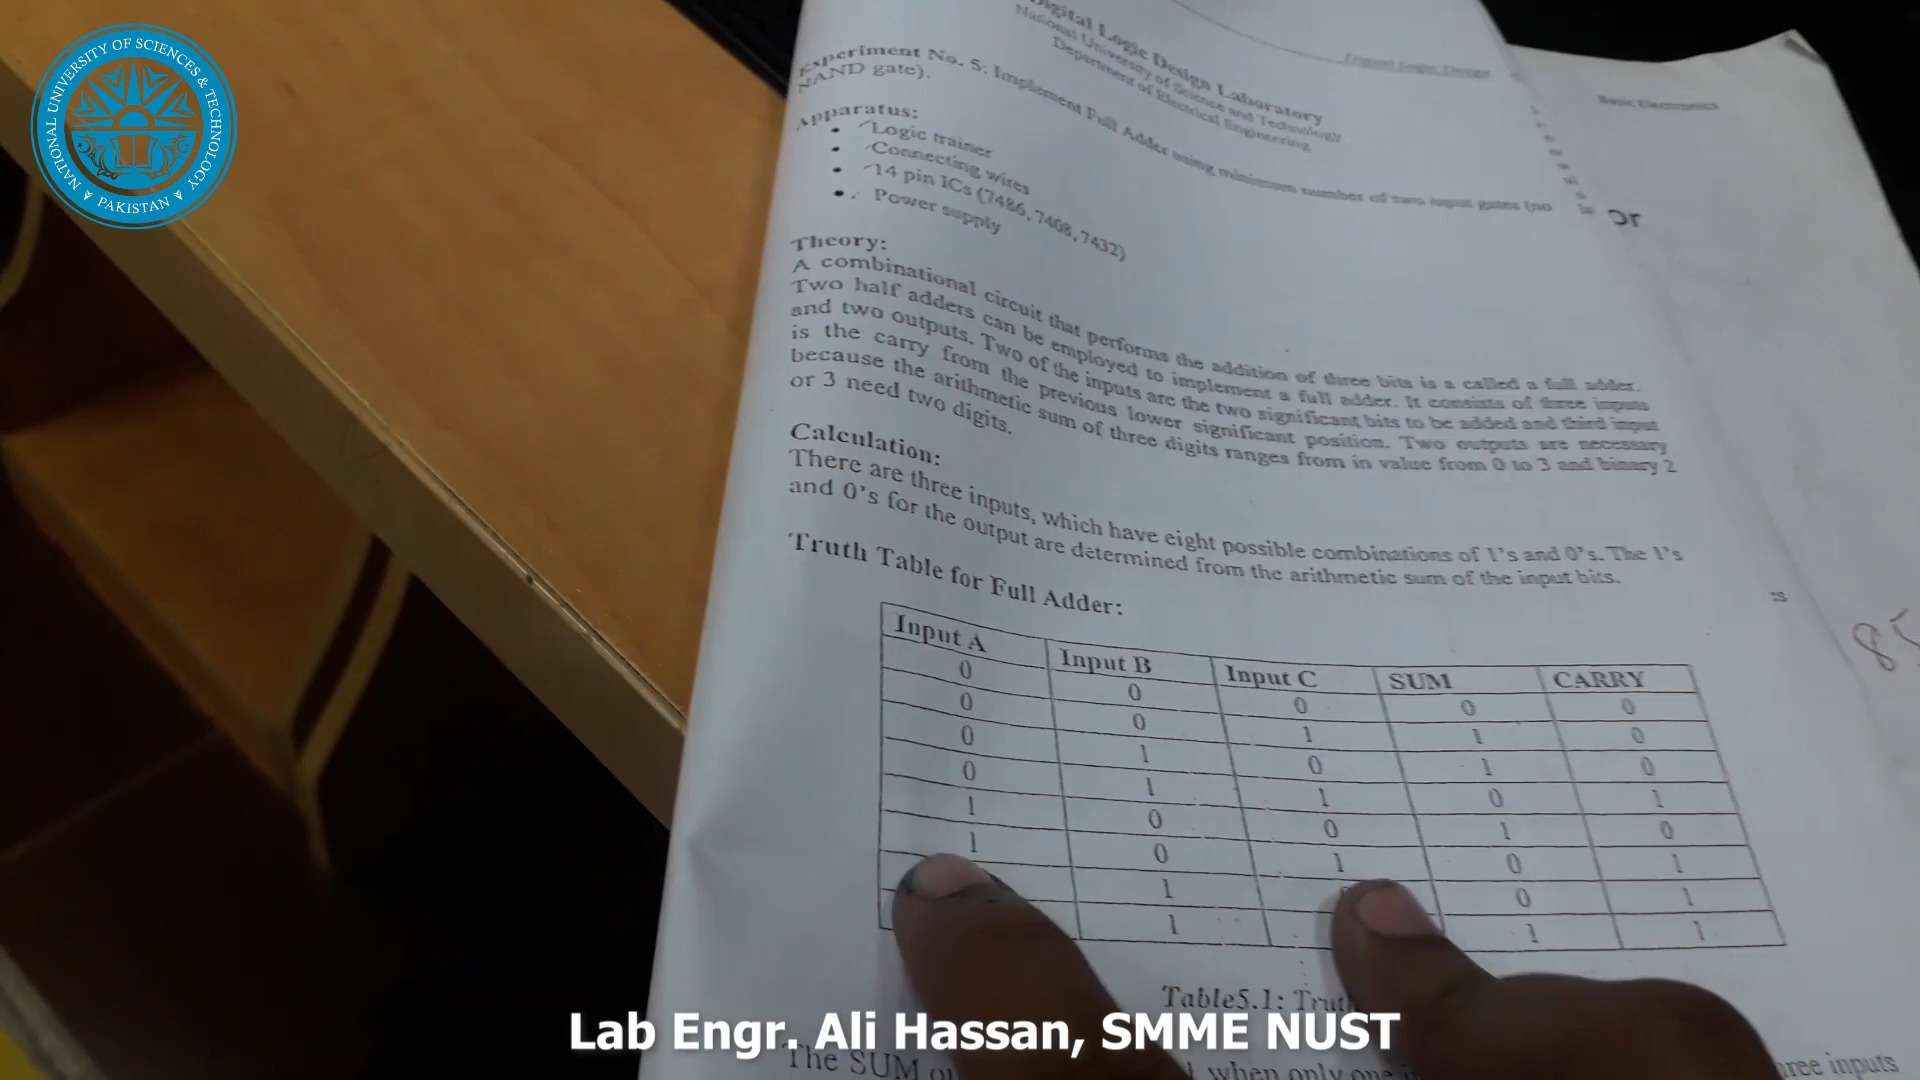 NATIONAL UNIVERSITY OF SCIENCES & TECHNOLOGY
PAKISTAN
Digital Logic Design Laboratory
National University of Science and Technology
Department of Electrical Engineering
Digital Logic Design
Basic Electronics
Experiment No. 5: Implement Full Adder using minimum number of two input gates (no
NAND gate).
or
Apparatus:
• Logic trainer
• Connecting wires
• 14 pin ICs (7486, 7408, 7432)
• Power supply
Theory:
A combinational circuit that performs the addition of three bits is a called a full adder.
Two half adders can be employed to implement a full adder. It consists of three inputs
and two outputs. Two of the inputs are the two significant bits to be added and third input
is the carry from the previous lower significant position. Two outputs are necessary
because the arithmetic sum of three digits ranges from in value from 0 to 3 and binary 2
or 3 need two digits.
Calculation:
There are three inputs, which have eight possible combinations of 1's and 0's. The 1's
and 0's for the output are determined from the arithmetic sum of the input bits.
Truth Table for Full Adder:
Input A Input B Input C SUM CARRY
0 0 0 0 0
0 0 1 1 0
0 1 0 1 0
0 1 1 0 1
1 0 0 1 0
1 0 1 0 1
1 0 1
1 1 1
Table5.1:
Lab Engr. Ali Hassan, SMME NUST
The SUM when only one
inputs